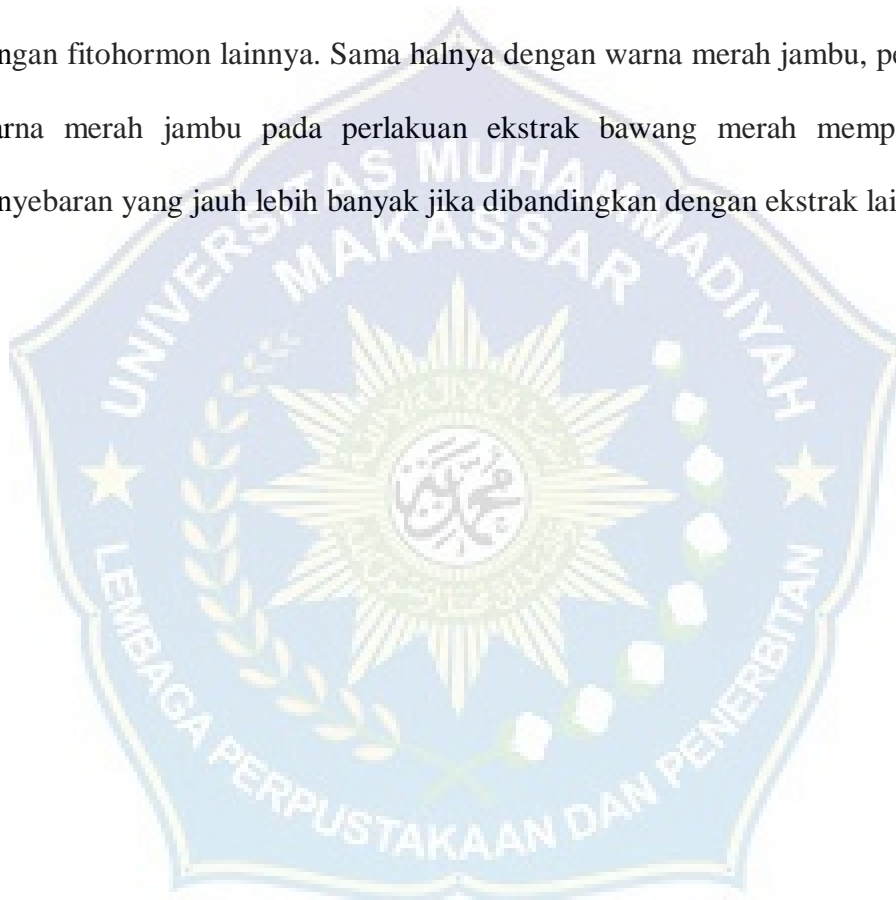 ngan fitohormon lainnya. Sama halnya dengan warna merah jambu, pe
arna merah jambu pada perlakuan ekstrak bawang merah memp
nyebaran yang jauh lebih banyak jika dibandingkan dengan ekstrak lai
UNIVERSITAS MUHAMMADIYAH
MAKASSAR
LEMBAGA PERPUSTAKAAN DAN PENERBITAN